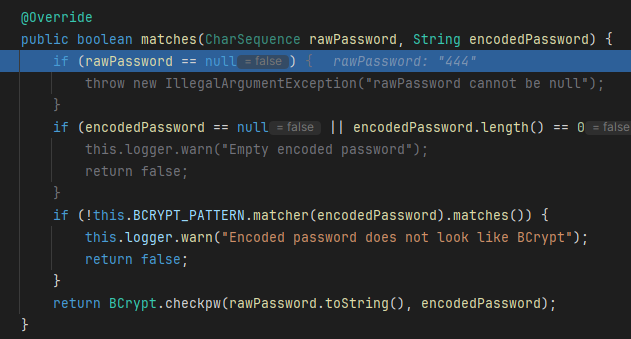 @Override
public boolean matches(CharSequence rawPassword, String encodedPassword) {
if (rawPassword == null = false ) { rawPassword: "444"
throw new IllegalArgumentException("rawPassword cannot be null");
}
if (encodedPassword == null = false || encodedPassword.length() == 0 = false
this.logger.warn("Empty encoded password");
return false;
}
if (!this.BCRYPT_PATTERN.matcher(encodedPassword).matches()) {
this.logger.warn("Encoded password does not look like BCrypt");
return false;
}
return BCrypt.checkpw(rawPassword.toString(), encodedPassword);
}